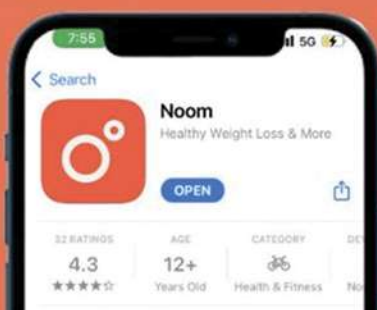 7:55
5G
Search
Noom
Healthy Weight Loss & More
OPEN
32 RATINGS AGE CATEGORY
4.3 12+
Years Old Health & Fitness